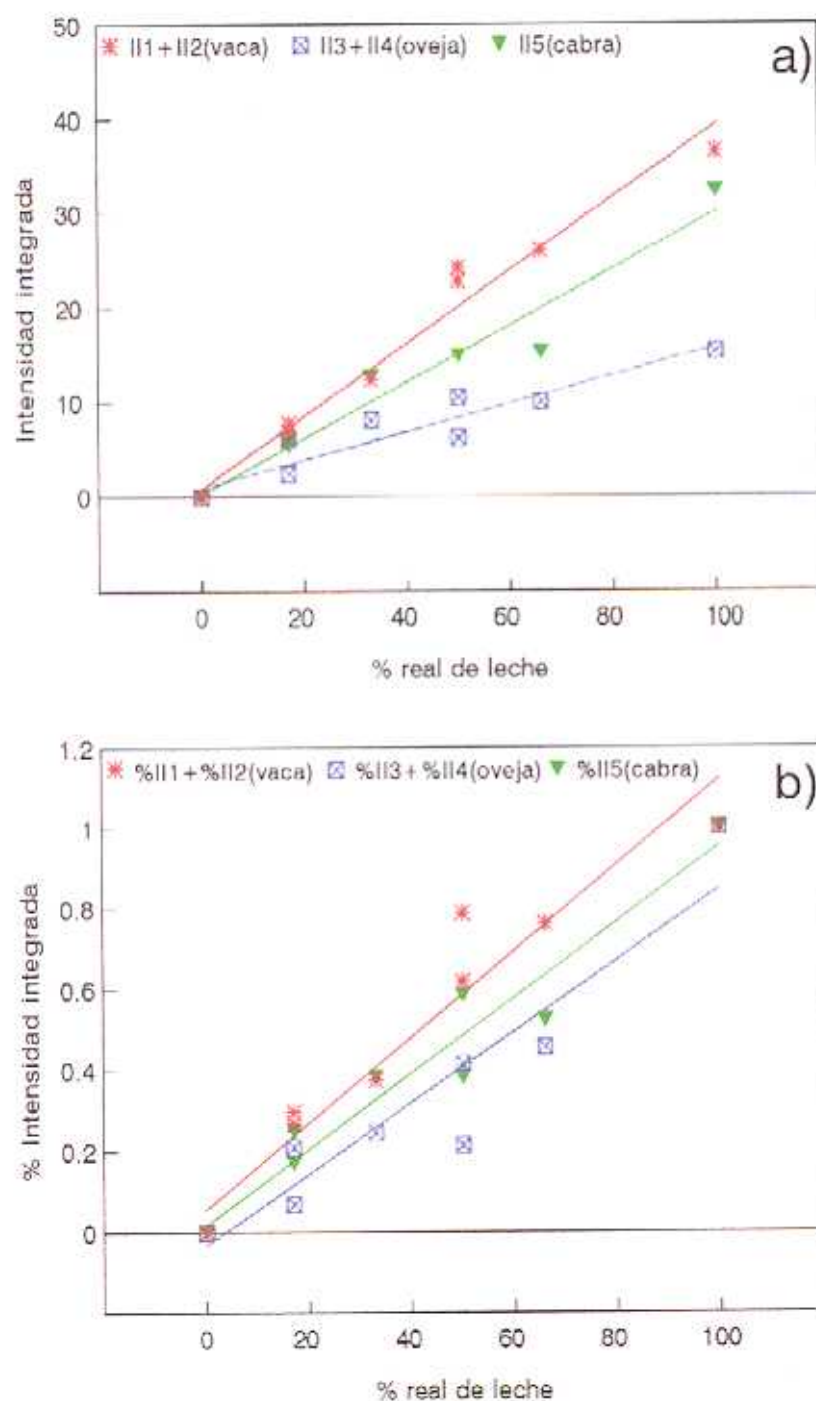 50
II1+II2(vaca) II3+II4(oveja) II5(cabra)
a)
40
30
20
10
0
Intensidad integrada
0 20 40 60 80 100
% real de leche
1.2
%II1+%II2(vaca) %II3+%II4(oveja) %II5(cabra)
b)
1
0.8
0.6
0.4
0.2
0
% Intensidad integrada
0 20 40 60 80 100
% real de leche